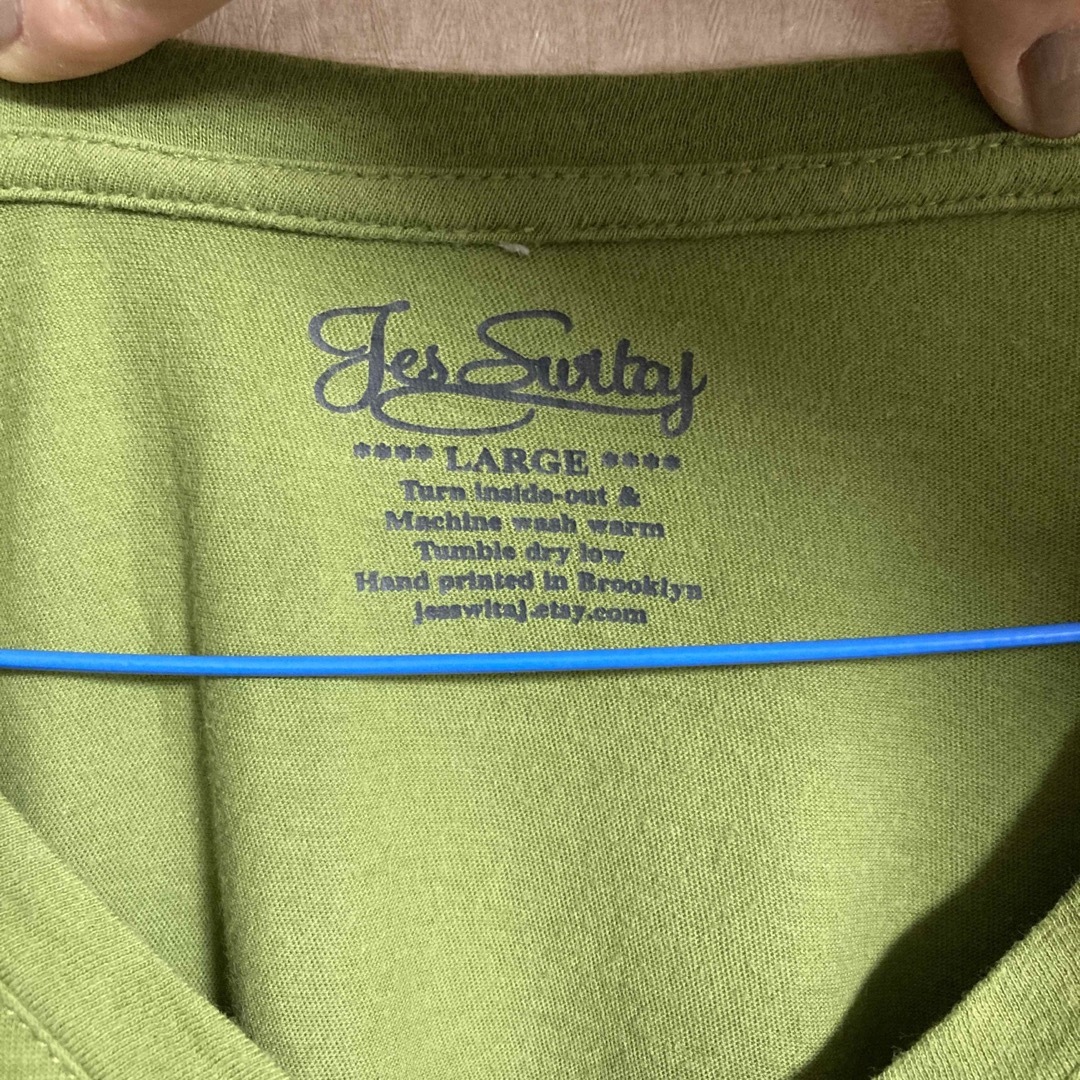 Jes Switaj
**** LARGE ****
Turn inside-out &
Machine wash warm
Tumble dry low
Hand printed in Brooklyn
jesswitaj.etsy.com